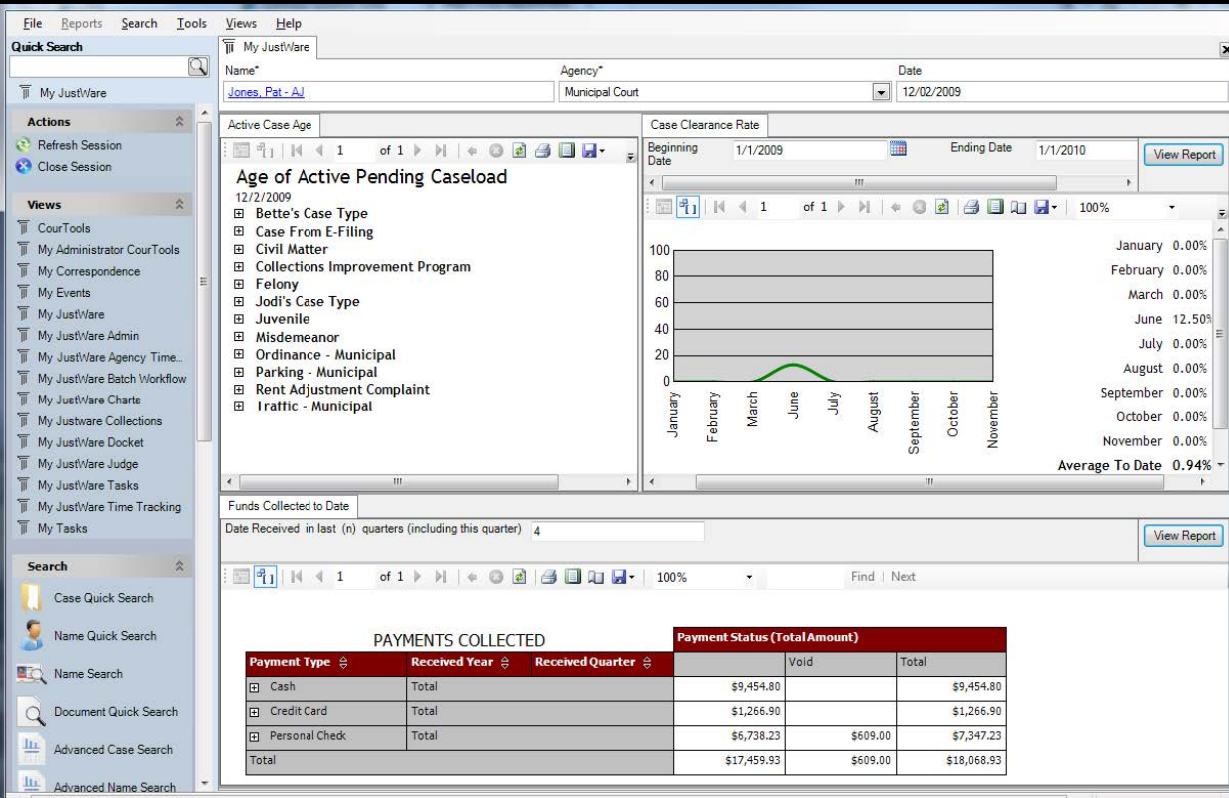 File Reports Search Tools Views Help
Quick Search
My JustWare
Actions
Refresh Session
Close Session
Views
CourTools
My Administrator CourTools
My Correspondence
My Events
My JustWare
My JustWare Admin
My JustWare Agency Time...
My JustWare Batch Workflow
My JustWare Charts
My Justware Collections
My JustWare Docket
My JustWare Judge
My JustWare Tasks
My JustWare Time Tracking
My Tasks
Search
Case Quick Search
Name Quick Search
Name Search
Document Quick Search
Advanced Case Search
Advanced Name Search
My JustWare
Name* Agency* Date
Jones, Pat - AJ Municipal Court 12/02/2009
Active Case Age
1 of 1
Age of Active Pending Caseload
12/2/2009
Bette's Case Type
Case From E-Filing
Civil Matter
Collections Improvement Program
Felony
Jodi's Case Type
Juvenile
Misdemeanor
Ordinance - Municipal
Parking - Municipal
Rent Adjustment Complaint
Traffic - Municipal
Case Clearance Rate
Beginning Date 1/1/2009 Ending Date 1/1/2010 View Report
1 of 1 100%
100
80
60
40
20
0
January February March June July August September October November
January 0.00%
February 0.00%
March 0.00%
June 12.50%
July 0.00%
August 0.00%
September 0.00%
October 0.00%
November 0.00%
Average To Date 0.94%
Funds Collected to Date
Date Received in last (n) quarters (including this quarter) 4 View Report
1 of 1 100% Find | Next
PAYMENTS COLLECTED Payment Status (Total Amount)
Payment Type Received Year Received Quarter Void Total
Cash Total $9,454.80 $9,454.80
Credit Card Total $1,266.90 $1,266.90
Personal Check Total $6,738.23 $609.00 $7,347.23
Total $17,459.93 $609.00 $18,068.93